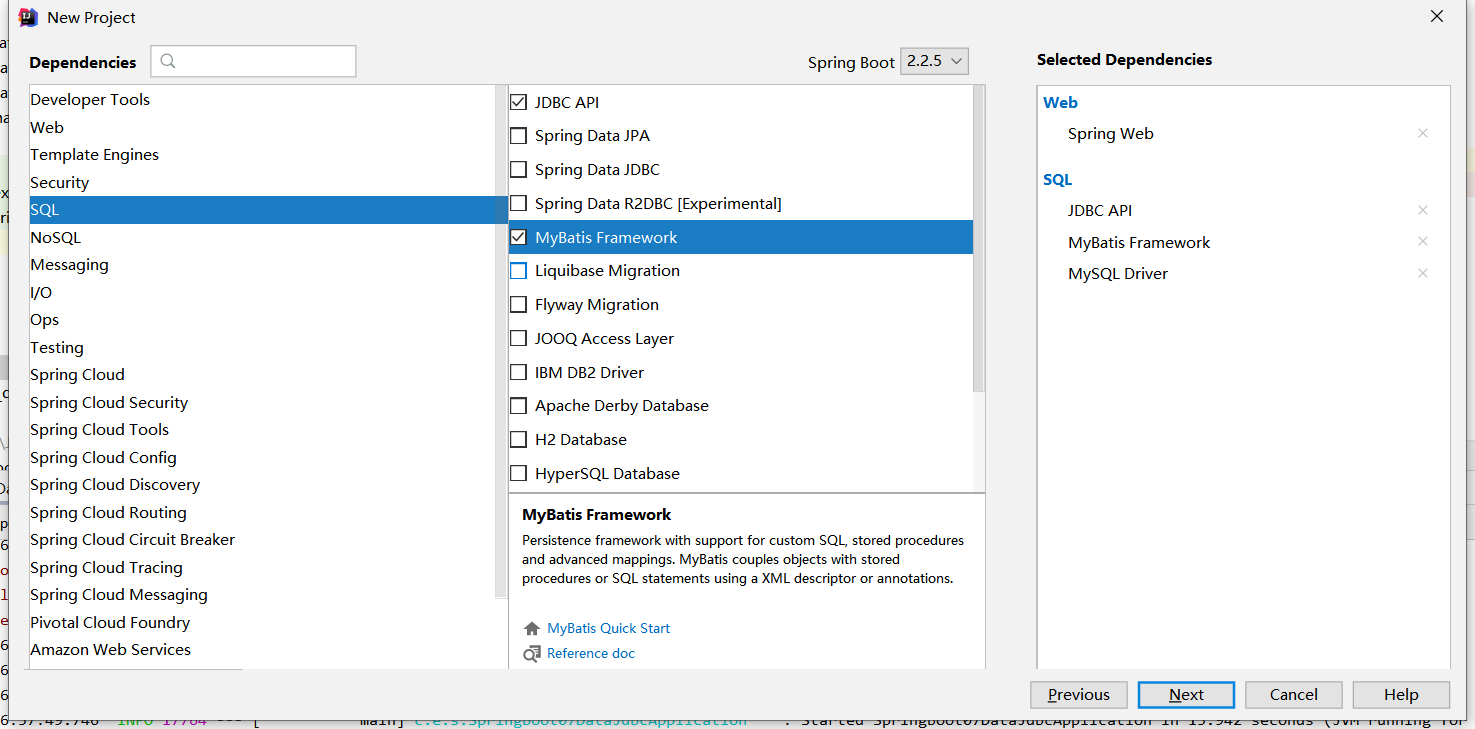 New Project
Dependencies
Spring Boot 2.2.5
Selected Dependencies
Developer Tools
Web
Template Engines
Security
SQL
NoSQL
Messaging
I/O
Ops
Testing
Spring Cloud
Spring Cloud Security
Spring Cloud Tools
Spring Cloud Config
Spring Cloud Discovery
Spring Cloud Routing
Spring Cloud Circuit Breaker
Spring Cloud Tracing
Spring Cloud Messaging
Pivotal Cloud Foundry
Amazon Web Services
JDBC API
Spring Data JPA
Spring Data JDBC
Spring Data R2DBC [Experimental]
MyBatis Framework
Liquibase Migration
Flyway Migration
JOOQ Access Layer
IBM DB2 Driver
Apache Derby Database
H2 Database
HyperSQL Database
MyBatis Framework
Persistence framework with support for custom SQL, stored procedures
and advanced mappings. MyBatis couples objects with stored
procedures or SQL statements using a XML descriptor or annotations.
MyBatis Quick Start
Reference doc
Web
Spring Web
SQL
JDBC API
MyBatis Framework
MySQL Driver
Previous
Next
Cancel
Help